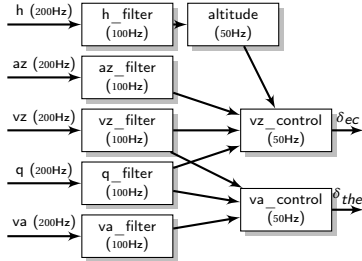 h (200Hz)
h_filter
(100Hz)
altitude
(50Hz)
az (200Hz)
az_filter
(100Hz)
vz (200Hz)
vz_filter
(100Hz)
vz_control
(50Hz)
δec
q (200Hz)
q_filter
(100Hz)
va_control
(50Hz)
δthe
va (200Hz)
va_filter
(100Hz)